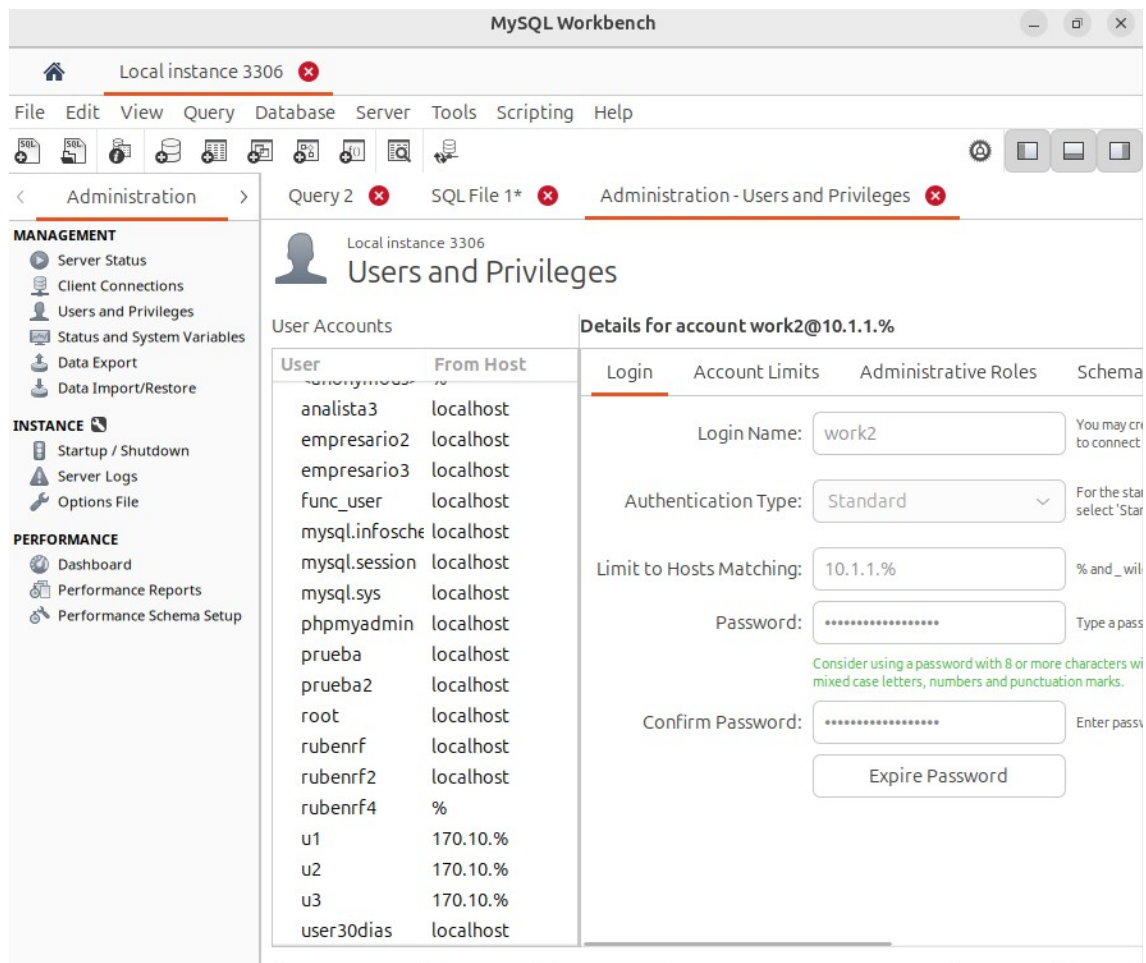 MySQL Workbench
Local instance 3306
File Edit View Query Database Server Tools Scripting Help
Administration
Query 2 SQL File 1* Administration - Users and Privileges
MANAGEMENT
Server Status
Client Connections
Users and Privileges
Status and System Variables
Data Export
Data Import/Restore
INSTANCE
Startup / Shutdown
Server Logs
Options File
PERFORMANCE
Dashboard
Performance Reports
Performance Schema Setup
Local instance 3306
Users and Privileges
User Accounts
User From Host
analista3 localhost
empresario2 localhost
empresario3 localhost
func_user localhost
mysql.infosche localhost
mysql.session localhost
mysql.sys localhost
phpmyadmin localhost
prueba localhost
prueba2 localhost
root localhost
rubenrf localhost
rubenrf2 localhost
rubenrf4 %
u1 170.10.%
u2 170.10.%
u3 170.10.%
user30dias localhost
Details for account work2@10.1.1.%
Login Account Limits Administrative Roles Schema
Login Name: work2 You may cre
to connect
Authentication Type: Standard For the star
select 'Star
Limit to Hosts Matching: 10.1.1.% % and _ wil
Password: •••••••••••••••••• Type a pass
Consider using a password with 8 or more characters wi
mixed case letters, numbers and punctuation marks.
Confirm Password: •••••••••••••••••• Enter passw
Expire Password